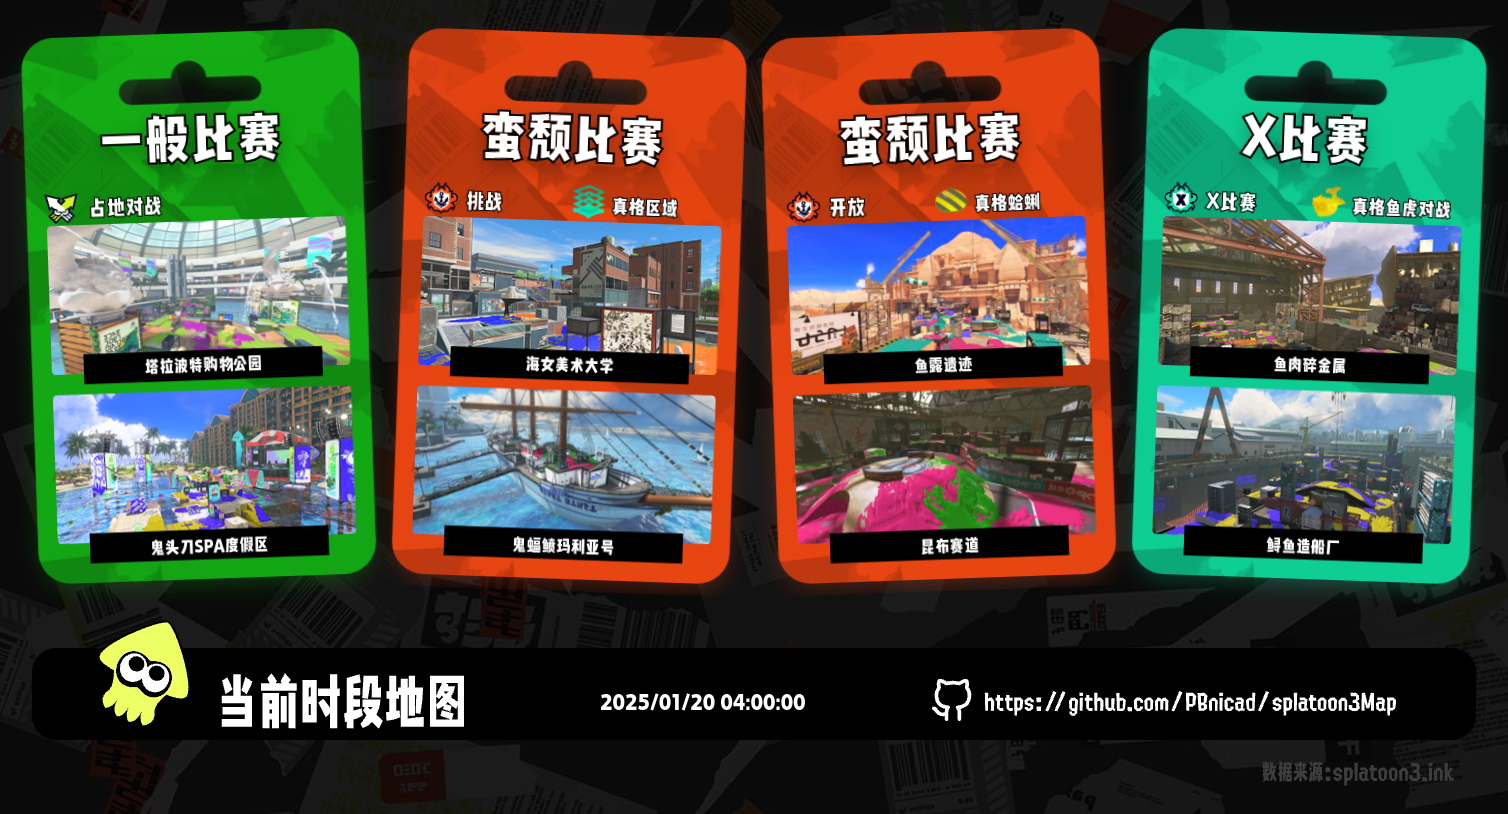 一般比赛
占地对战
塔拉波特购物公园
鬼头刀SPA度假区
蛮颓比赛
挑战
真格区域
海女美术大学
鬼蝠鲼玛利亚号
蛮颓比赛
开放
真格蛤蜊
鱼露遗迹
昆布赛道
X比赛
X比赛
真格鱼虎对战
鱼肉碎金属
鲟鱼造船厂
当前时段地图
2025/01/20 04:00:00
https://github.com/PBnicad/splatoon3Map
数据来源:splatoon3.ink